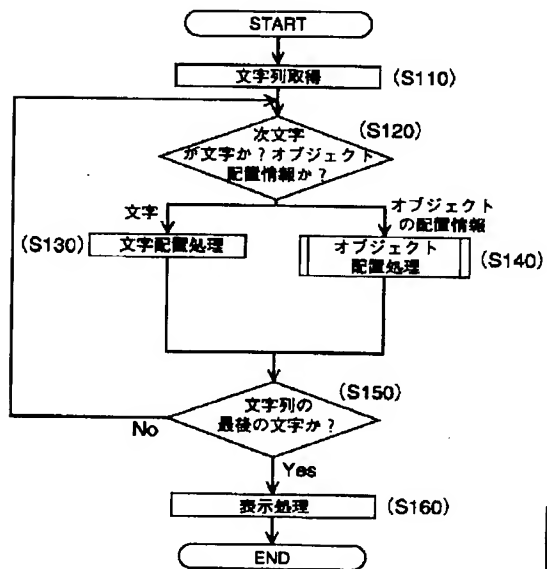 START
文字列取得
(S110)
次文字
が文字か？オブジェクト
配置情報か？
(S120)
文字
オブジェクト
の配置情報
(S130)
文字配置処理
オブジェクト
配置処理
(S140)
文字列の
最後の文字か？
(S150)
No
Yes
表示処理
(S160)
END